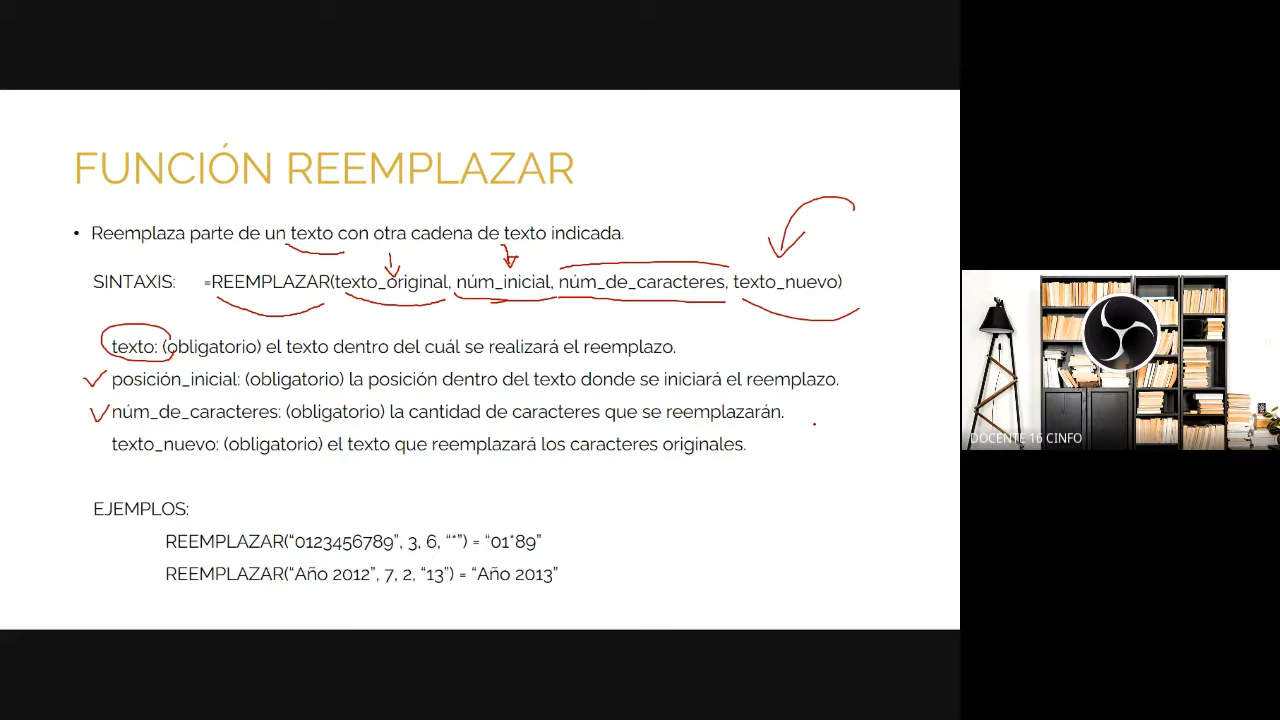 FUNCIÓN REEMPLAZAR
• Reemplaza parte de un texto con otra cadena de texto indicada.
SINTAXIS: =REEMPLAZAR(texto_original, núm_inicial, núm_de_caracteres, texto_nuevo)
texto: (obligatorio) el texto dentro del cuál se realizará el reemplazo.
posición_inicial: (obligatorio) la posición dentro del texto donde se iniciará el reemplazo.
núm_de_caracteres: (obligatorio) la cantidad de caracteres que se reemplazarán.
texto_nuevo: (obligatorio) el texto que reemplazará los caracteres originales.
EJEMPLOS:
REEMPLAZAR(“0123456789”, 3, 6, “*”) = “01*89”
REEMPLAZAR(“Año 2012”, 7, 2, “13”) = “Año 2013”
DOCENTE 16 CINFO